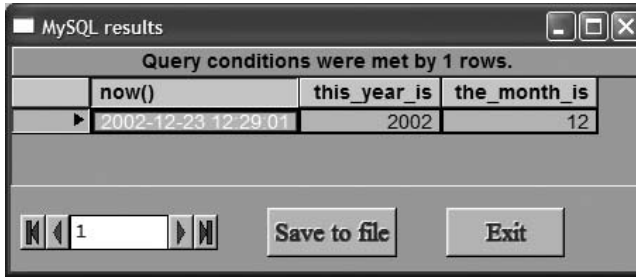 MySQL results
Query conditions were met by 1 rows.
now() this_year_is the_month_is
2002-12-23 12:29:01 2002 12
1 Save to file Exit